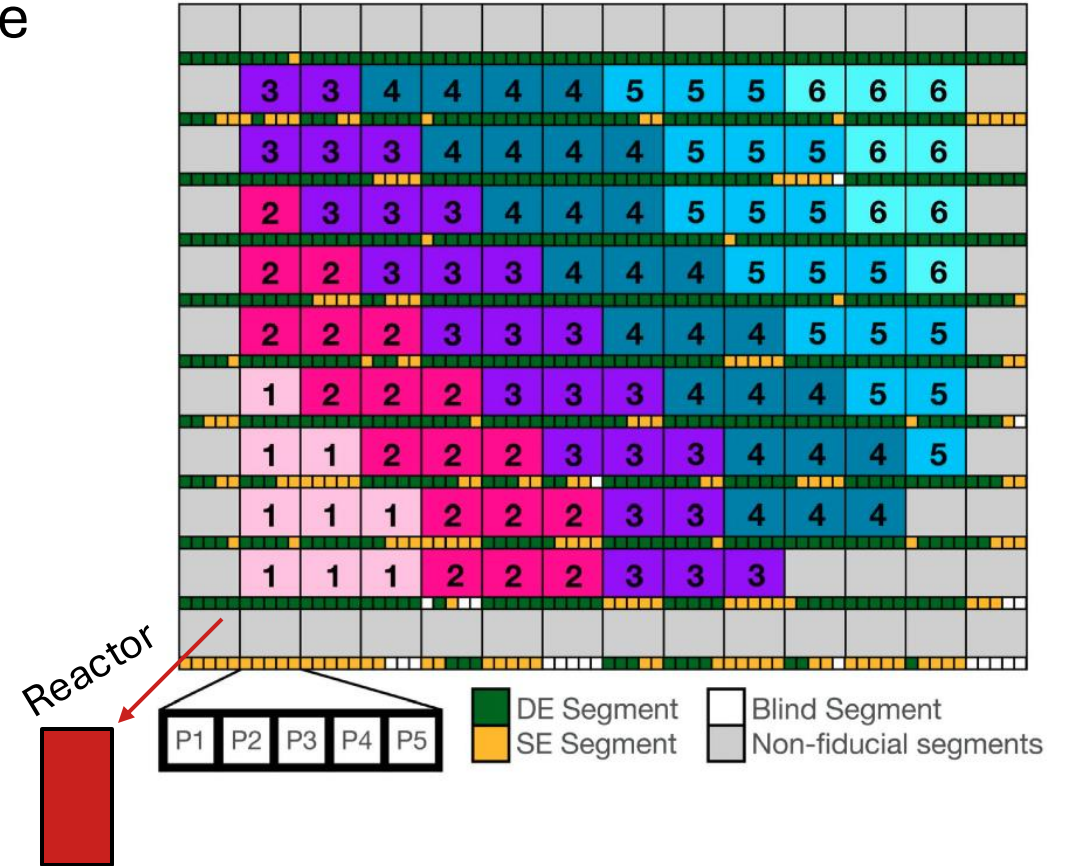 e
3 3 4 4 4 4 5 5 5 6 6 6
3 3 3 4 4 4 4 5 5 5 6 6
2 3 3 3 4 4 4 5 5 5 6 6
2 2 3 3 3 4 4 4 5 5 5 6
2 2 2 3 3 3 4 4 4 5 5 5
1 2 2 2 3 3 3 4 4 4 5 5
1 1 2 2 2 3 3 3 4 4 4 5
1 1 1 2 2 2 3 3 4 4 4
1 1 1 2 2 2 3 3 3
Reactor
P1 P2 P3 P4 P5
DE Segment
SE Segment
Blind Segment
Non-fiducial segments